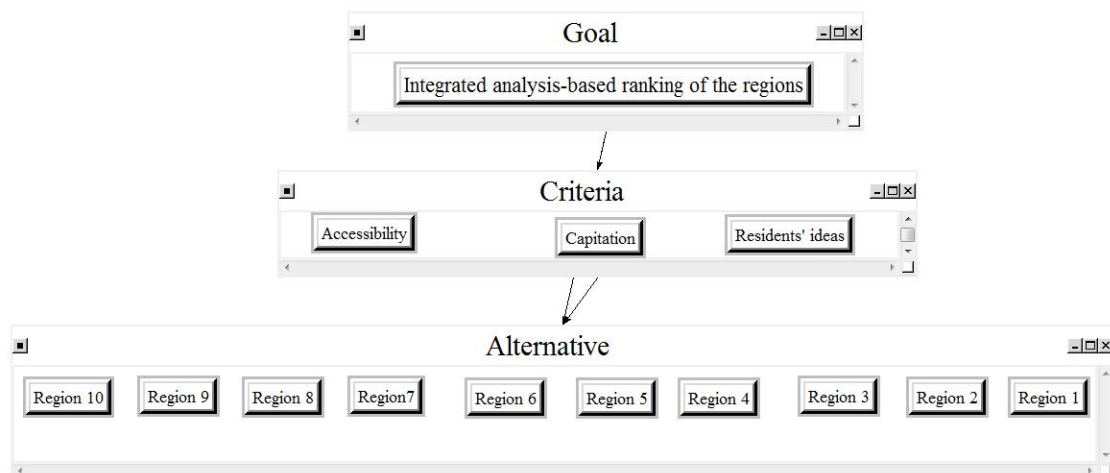 Goal
Integrated analysis-based ranking of the regions
Criteria
Accessibility
Capitation
Residents' ideas
Alternative
Region 10
Region 9
Region 8
Region7
Region 6
Region 5
Region 4
Region 3
Region 2
Region 1